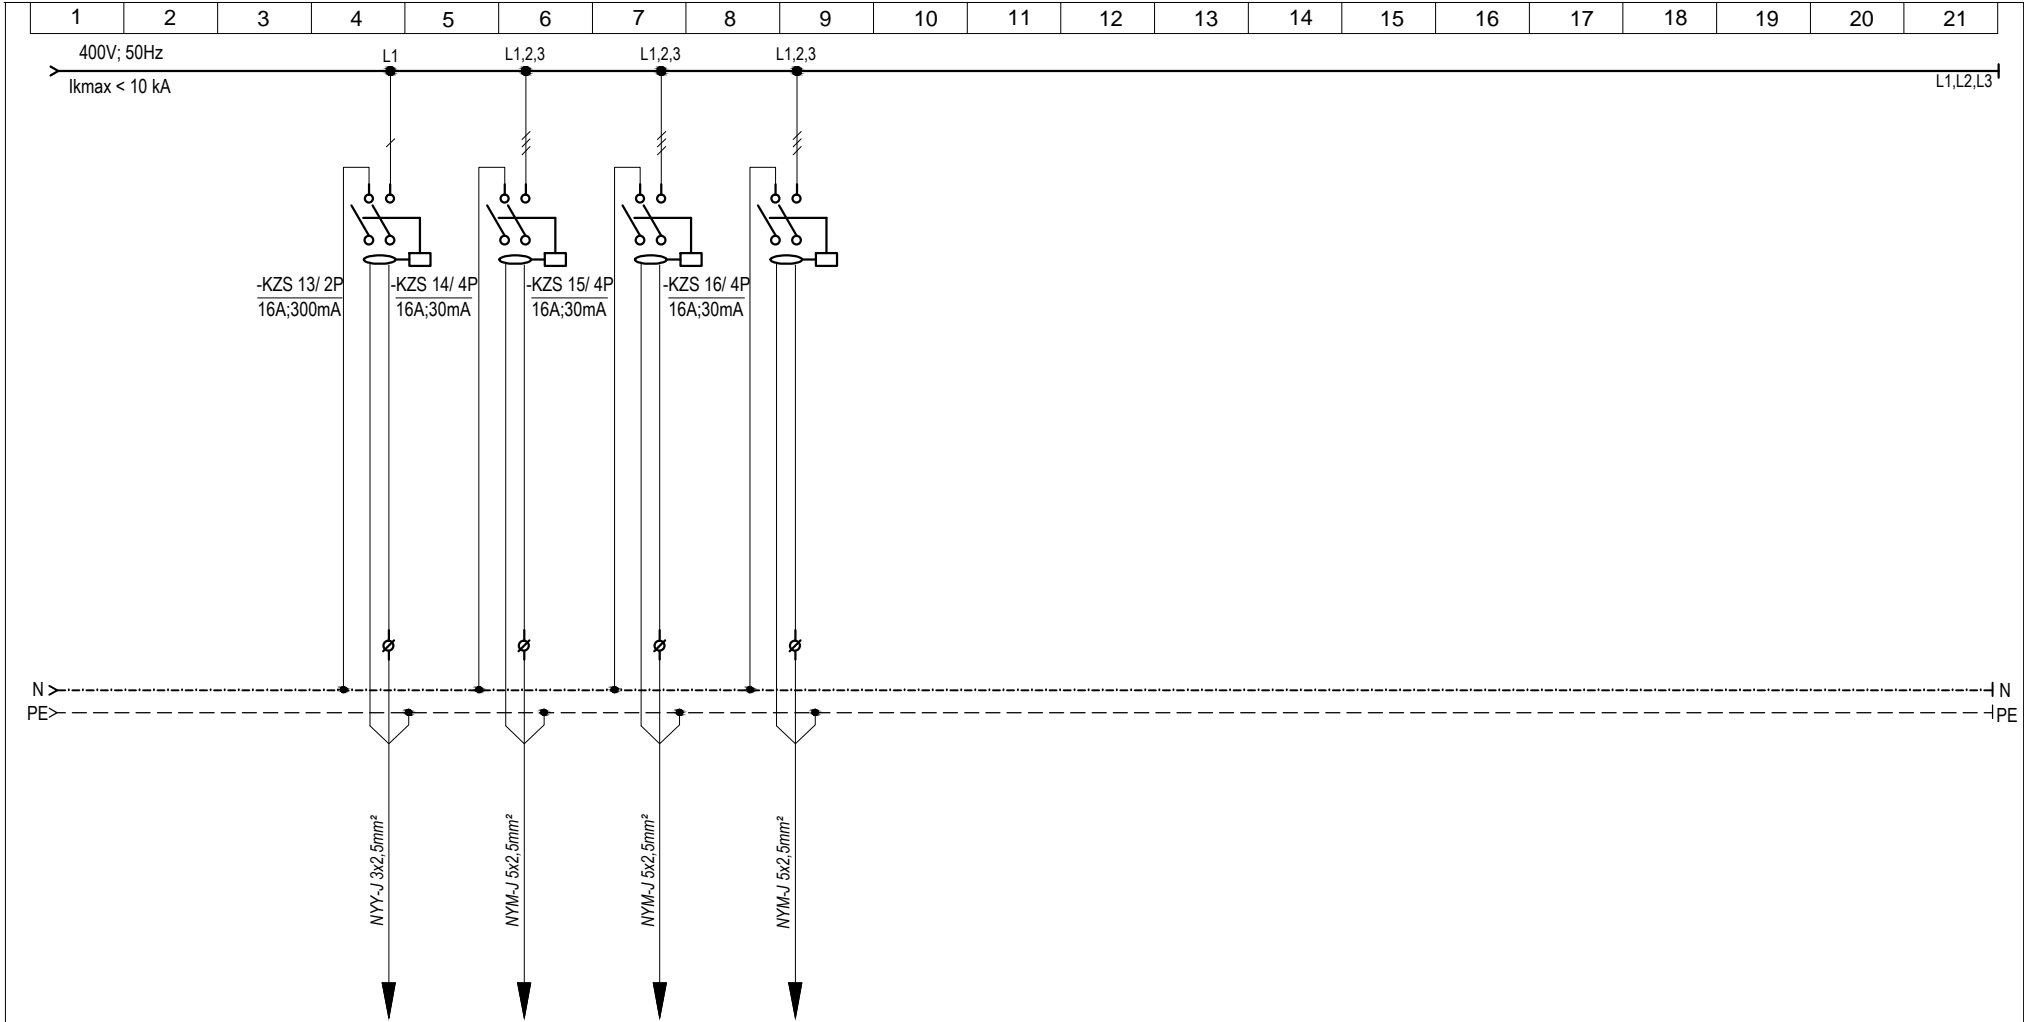 1 2 3 4 5 6 7 8 9 10 11 12 13 14 15 16 17 18 19 20 21
400V; 50Hz
L1 L1,2,3 L1,2,3 L1,2,3
Ikmax < 10 kA
L1,L2,L3
-KZS 13/ 2P
16A;300mA
-KZS 14/ 4P
16A;30mA
-KZS 15/ 4P
16A;30mA
-KZS 16/ 4P
16A;30mA
N N
PE PE
NYY-J 3x2,5mm²
NYM-J 5x2,5mm²
NYM-J 5x2,5mm²
NYM-J 5x2,5mm²